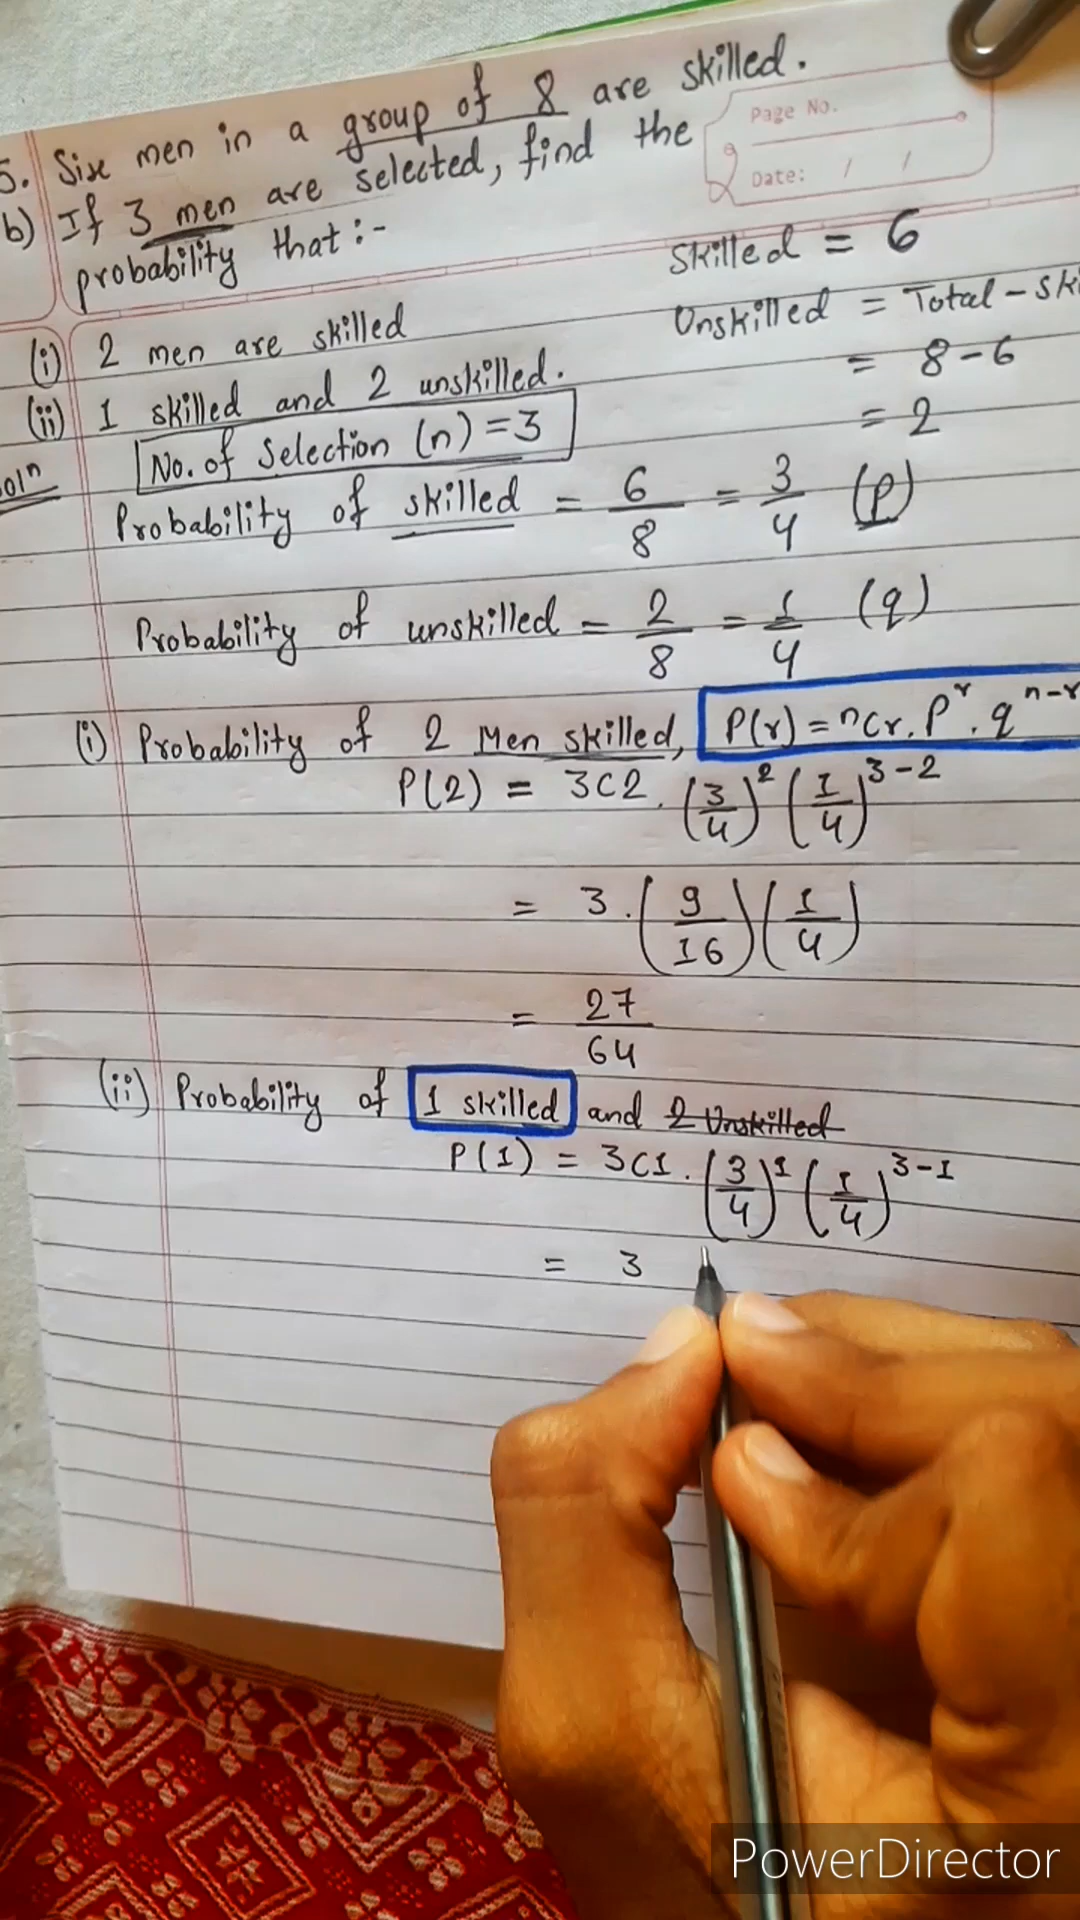 5. Six men in a group of 8 are skilled.
b) If 3 men are selected, find the
probability that :-
Page No.
Date: / /
(i) 2 men are skilled
(ii) 1 skilled and 2 unskilled.
Skilled = 6
Unskilled = Total - Ski
= 8 - 6
= 2
No. of Selection (n) = 3
soln
Probability of skilled = 6/8 = 3/4 (p)
Probability of unskilled = 2/8 = 1/4 (q)
(i) Probability of 2 Men skilled, P(r) = nCr. P^r . q^n-r
P(2) = 3C2. (3/4)^2 (1/4)^3-2
= 3. (9/16) (1/4)
= 27/64
(ii) Probability of 1 skilled and 2 Unskilled
P(1) = 3C1. (3/4)^1 (1/4)^3-1
= 3
PowerDirector